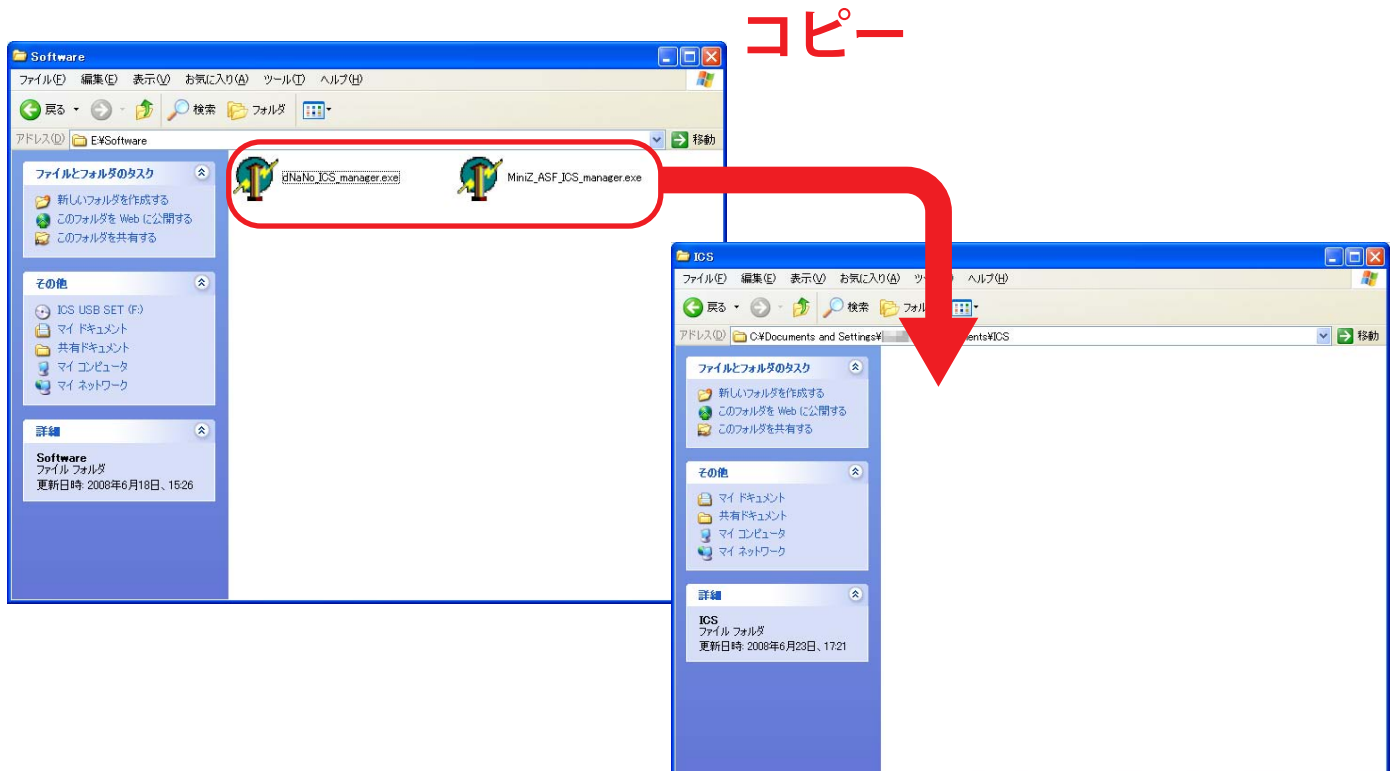 コピー
Software
ファイル(F) 編集(E) 表示(V) お気に入り(A) ツール(T) ヘルプ(H)
戻る 検索 フォルダ
アドレス(D) E:¥Software 移動
ファイルとフォルダのタスク
新しいフォルダを作成する
このフォルダを Web に公開する
このフォルダを共有する
その他
ICS USB SET (F:)
マイ ドキュメント
共有ドキュメント
マイ コンピュータ
マイ ネットワーク
詳細
Software
ファイル フォルダ
更新日時: 2008年6月18日、15:26
dNaNo_ICS_manager.exe
MiniZ_ASF_ICS_manager.exe
ICS
ファイル(F) 編集(E) 表示(V) お気に入り(A) ツ ヘルプ(H)
戻る 検索 フォル
アドレス(D) C:¥Documents and Settings¥ ents¥ICS 移動
ファイルとフォルダのタスク
新しいフォルダを作成する
このフォルダを Web に公開する
このフォルダを共有する
その他
マイ ドキュメント
共有ドキュメント
マイ コンピュータ
マイ ネットワーク
詳細
ICS
ファイル フォルダ
更新日時: 2008年6月23日、17:21